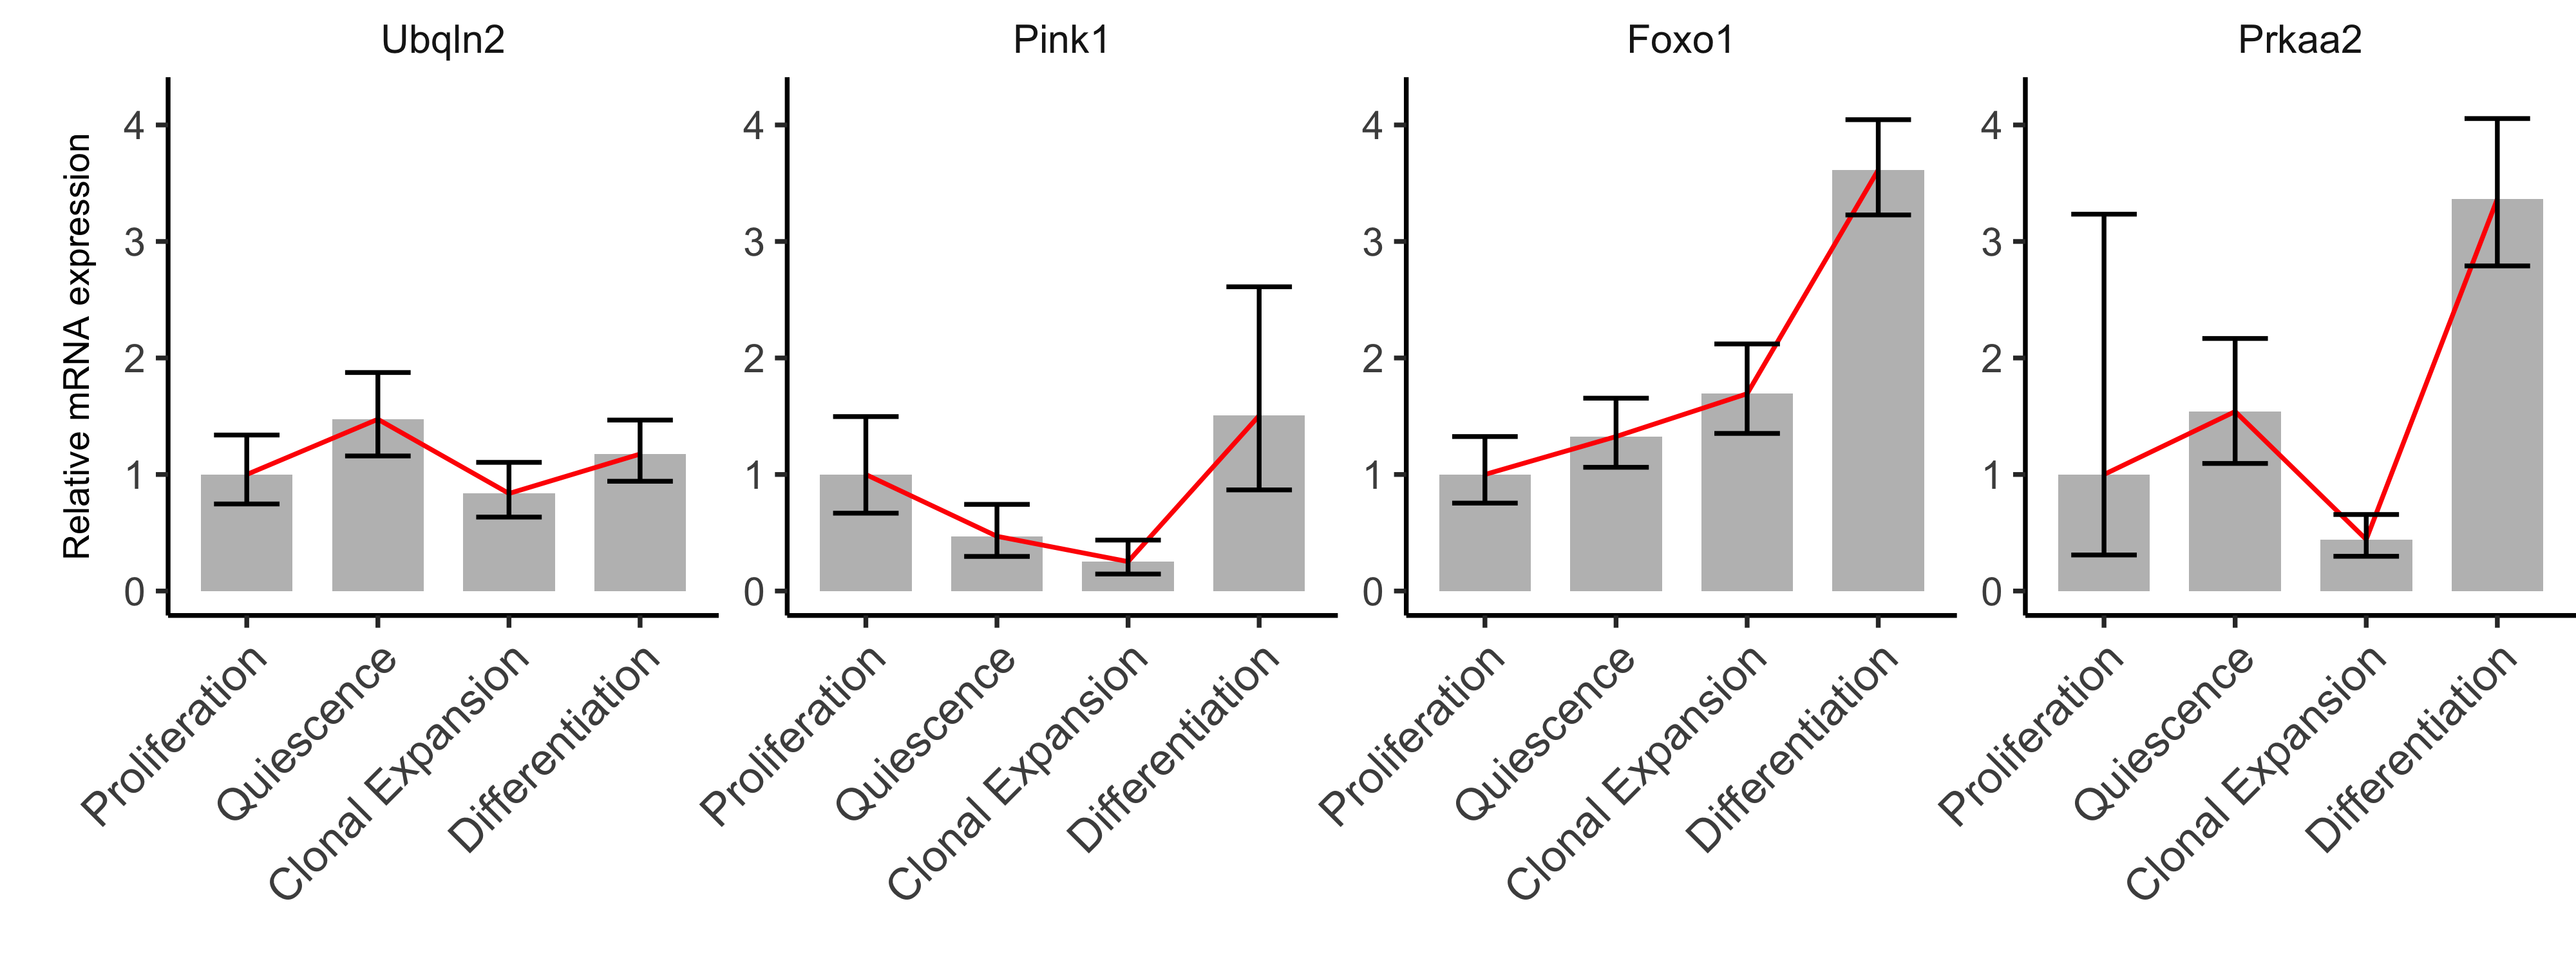 Ubqln2
Pink1
Foxo1
Prkaa2
Relative mRNA expression
4
3
2
1
0
4
3
2
1
0
4
3
2
1
0
4
3
2
1
0
Proliferation
Quiescence
Clonal Expansion
Differentiation
Proliferation
Quiescence
Clonal Expansion
Differentiation
Proliferation
Quiescence
Clonal Expansion
Differentiation
Proliferation
Quiescence
Clonal Expansion
Differentiation